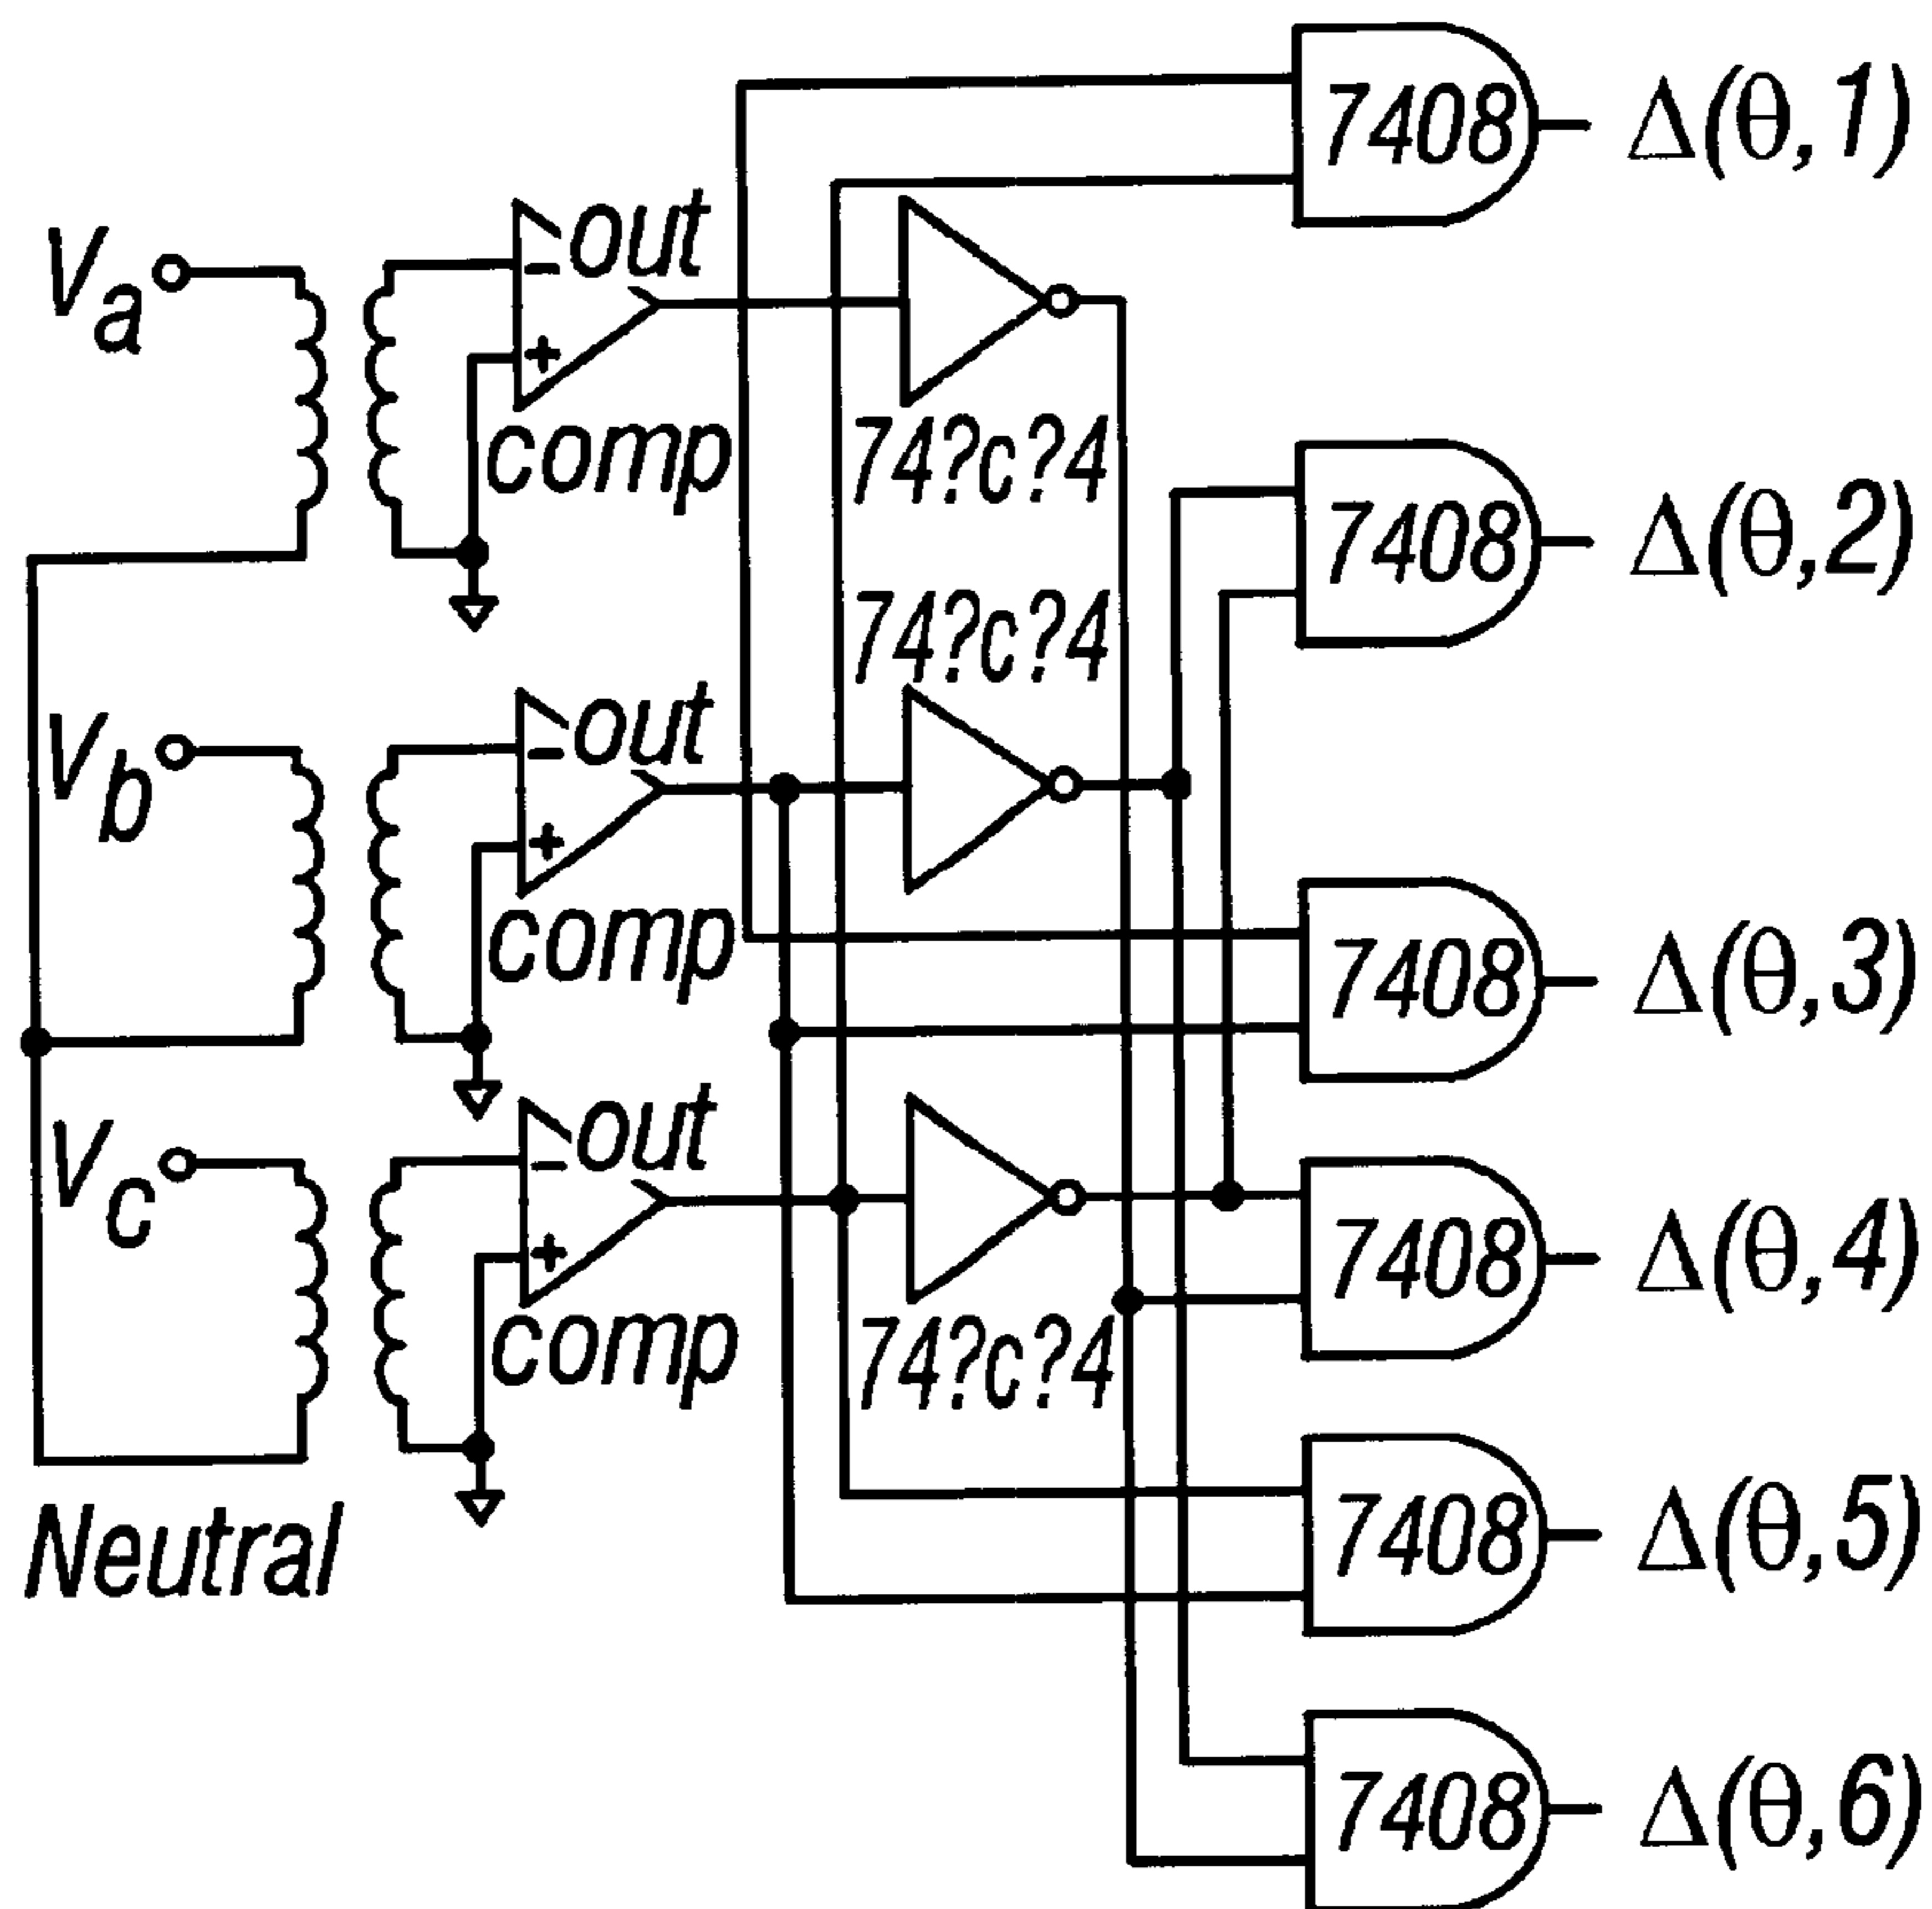 7408
Δ(θ, 1)
Va
out
-
+
comp
74?c?4
7408
Δ(θ,2)
74?c?4
Vb
out
-
+
comp
7408
Δ(θ,3)
Vc
out
-
+
comp
74?c?4
7408
Δ(θ,4)
Neutral
7408
Δ(θ,5)
7408
Δ(θ,6)